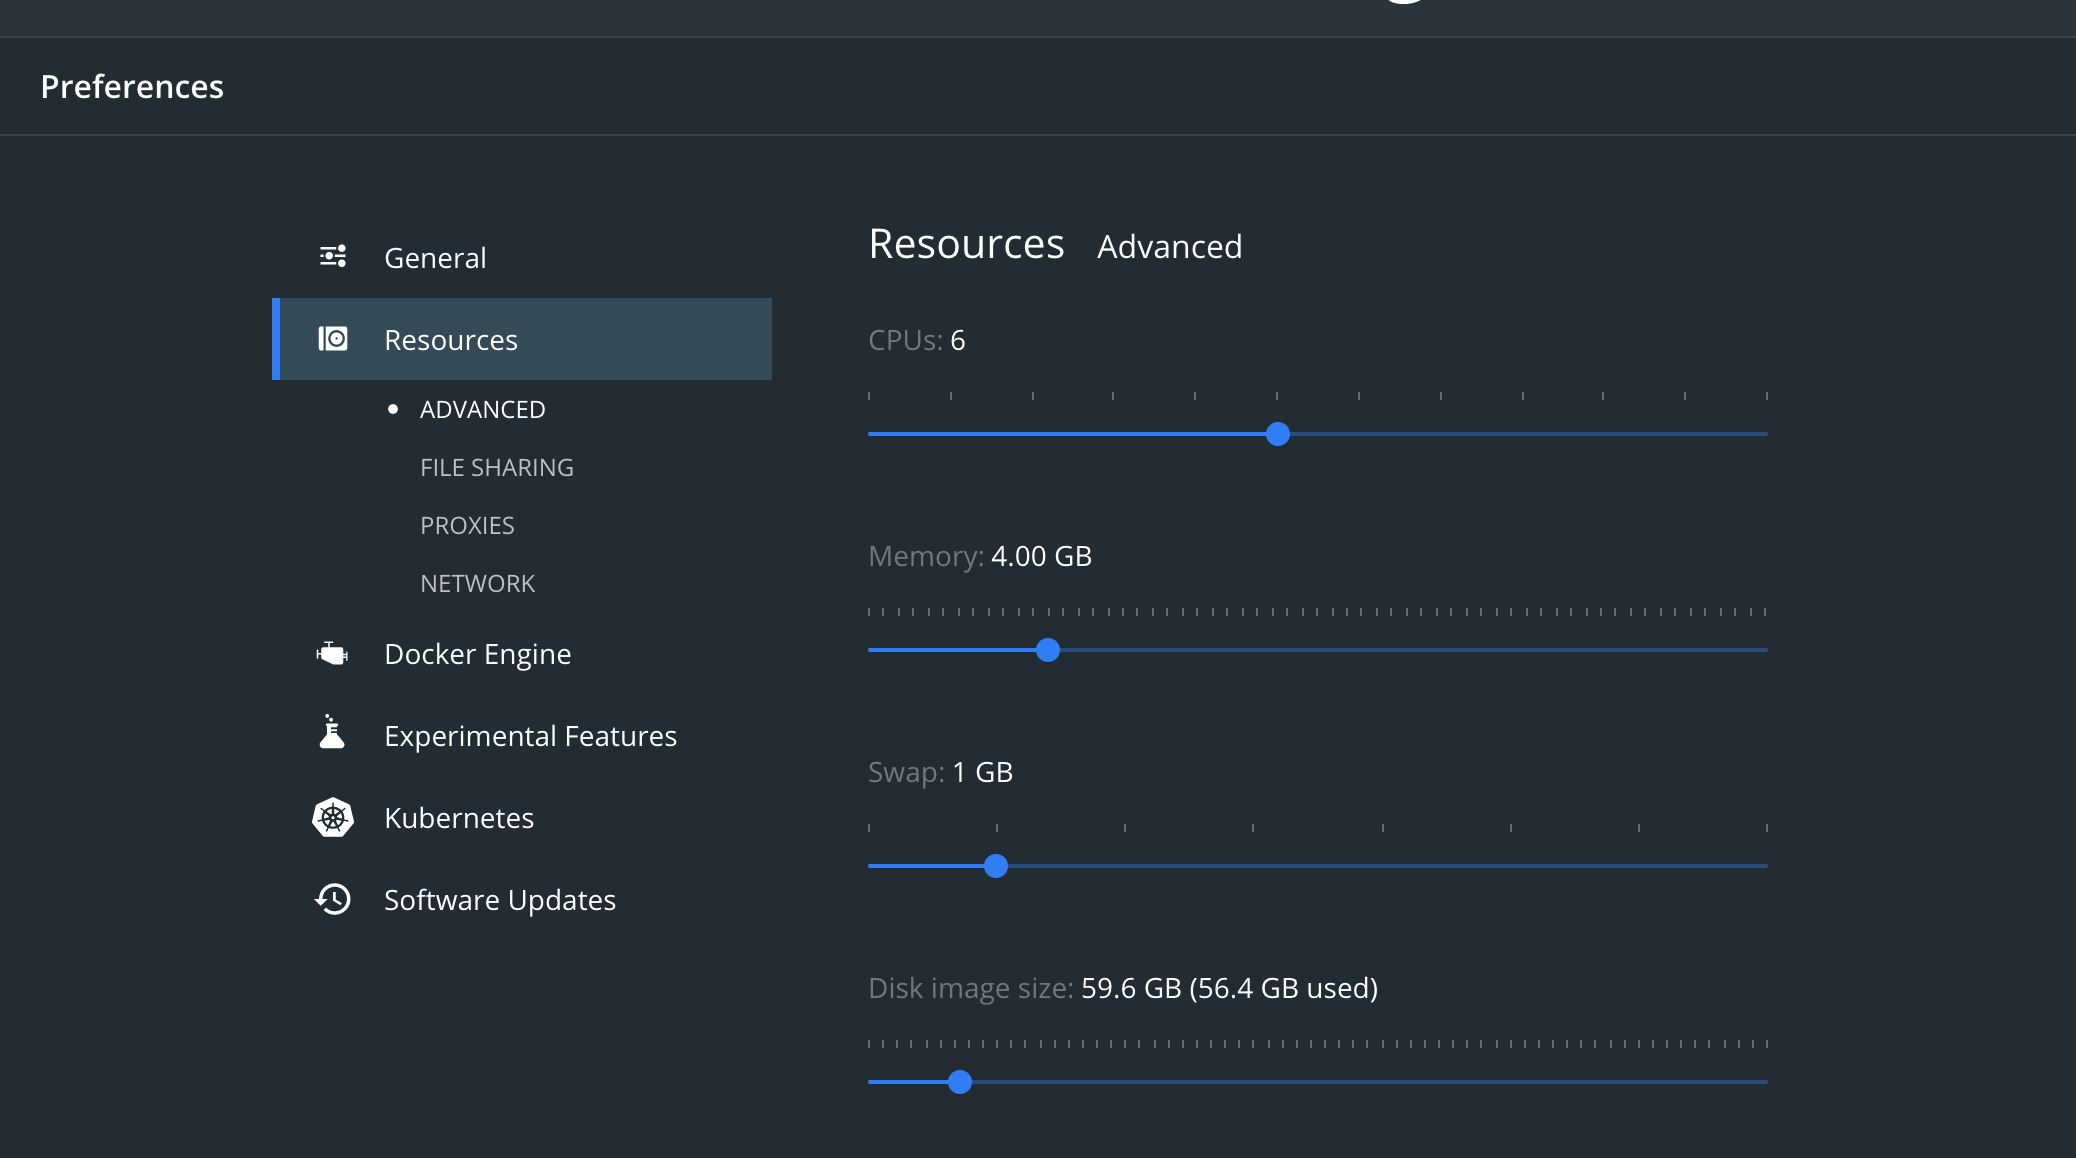 Preferences
General
Resources
ADVANCED
FILE SHARING
PROXIES
NETWORK
Docker Engine
Experimental Features
Kubernetes
Software Updates
Resources Advanced
CPUs: 6
Memory: 4.00 GB
Swap: 1 GB
Disk image size: 59.6 GB (56.4 GB used)